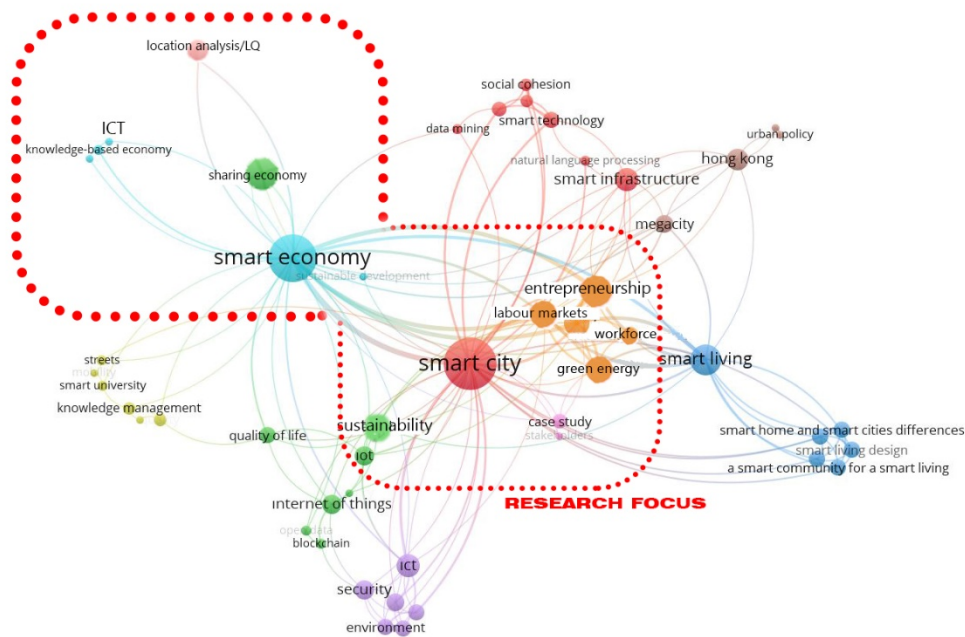 location analysis/LQ
social cohesion
smart technology
data mining
ICT
knowledge-based economy
urban policy
natural language processing
hong kong
sharing economy
smart infrastructure
megacity
smart economy
sustainable development
entrepreneurship
labour markets
workforce
streets
mobility
smart university
smart city
green energy
smart living
knowledge management
case study
stakeholders
sustainability
quality of life
smart home and smart cities differences
smart living design
iot
a smart community for a smart living
internet of things
RESEARCH FOCUS
open data
blockchain
ict
security
environment